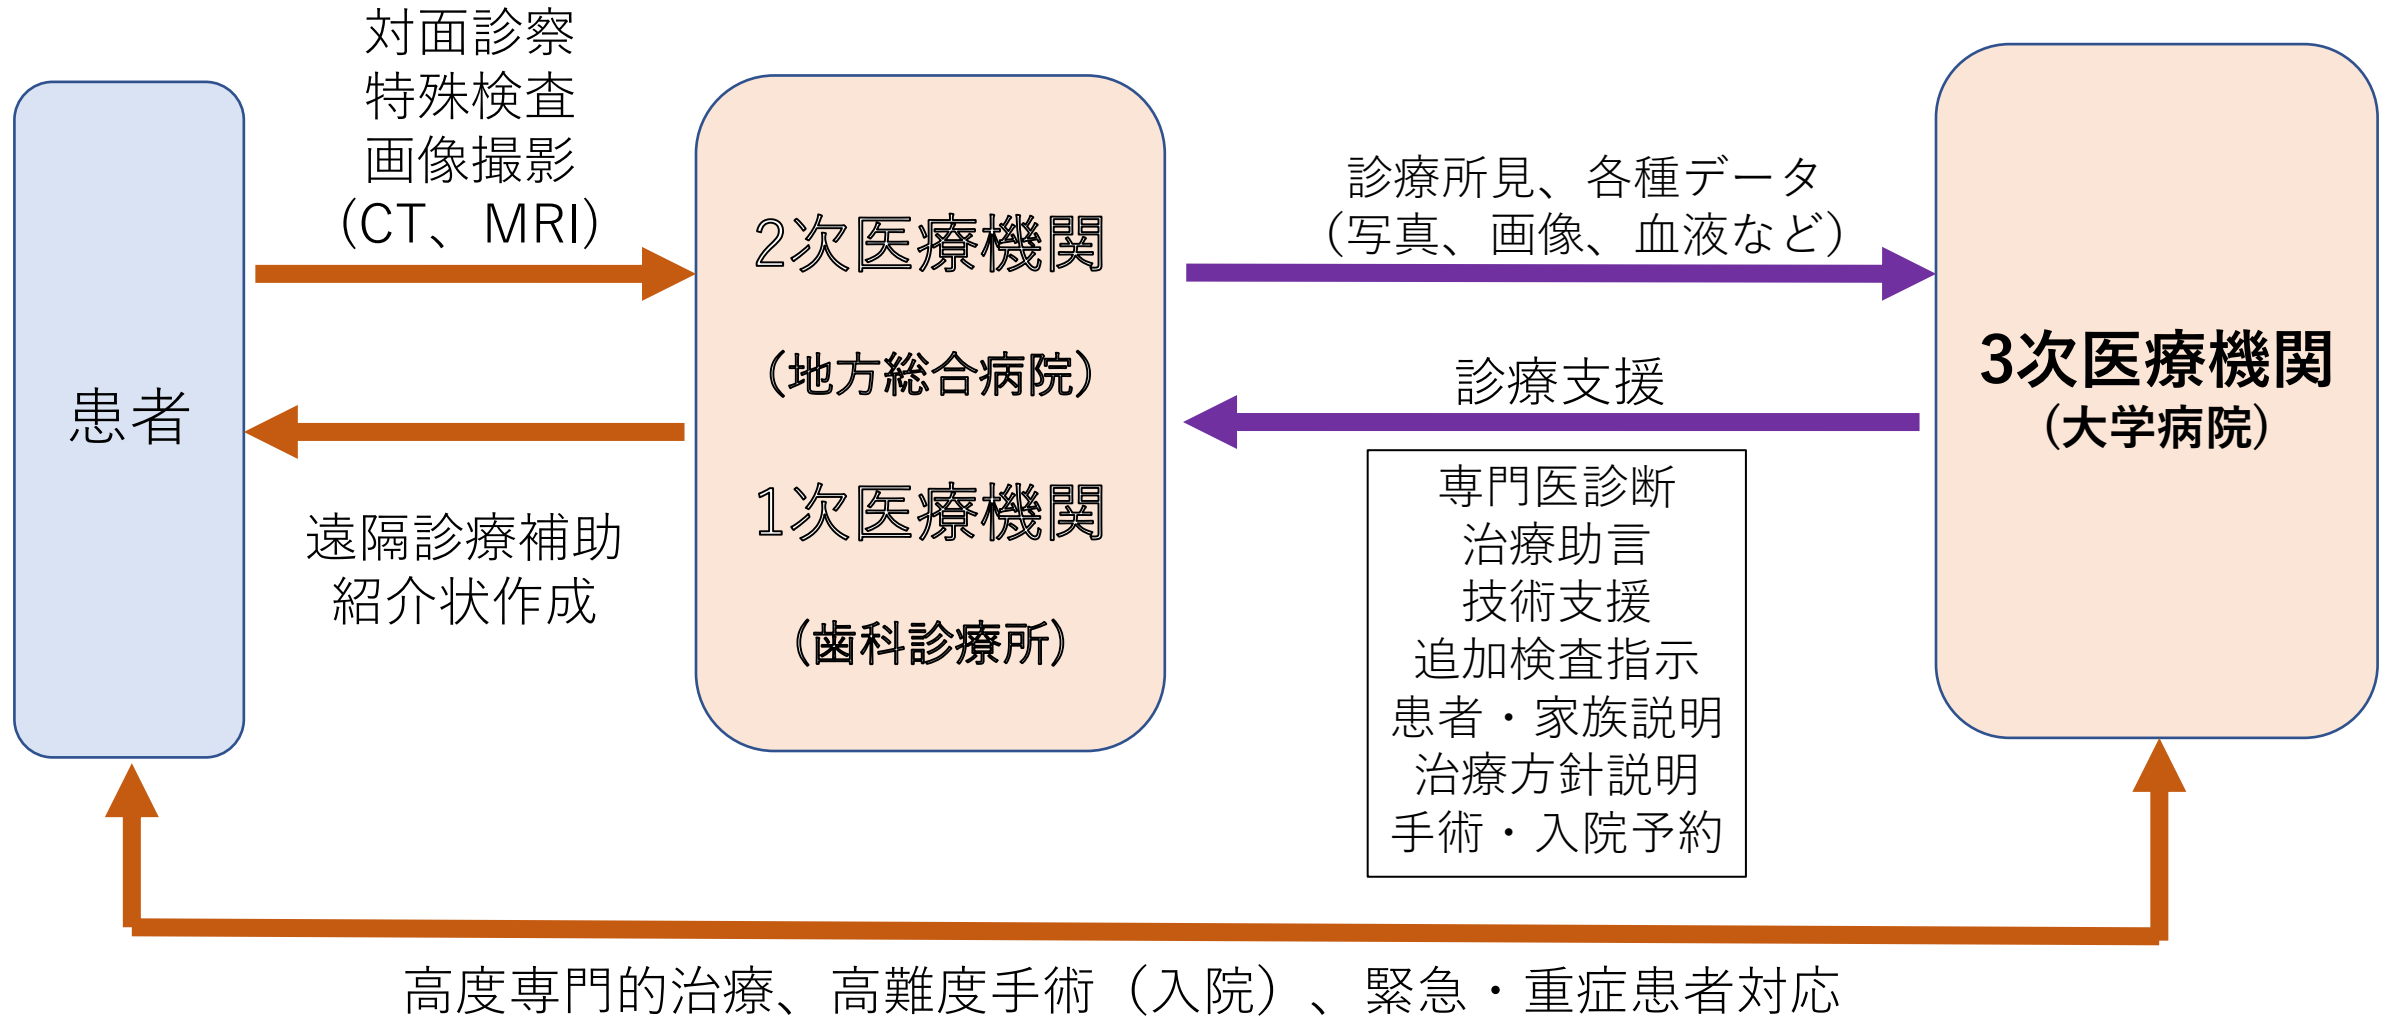 対面診察
特殊検査
画像撮影
（CT、MRI）
患者
遠隔診療補助
紹介状作成
2次医療機関
（地方総合病院）
1次医療機関
（歯科診療所）
診療所見、各種データ
（写真、画像、血液など）
診療支援
専門医診断
治療助言
技術支援
追加検査指示
患者・家族説明
治療方針説明
手術・入院予約
3次医療機関
（大学病院）
高度専門的治療、高難度手術（入院）、緊急・重症患者対応